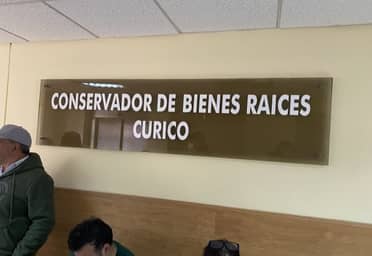 CONSERVADOR DE BIENES RAICES
CURICO